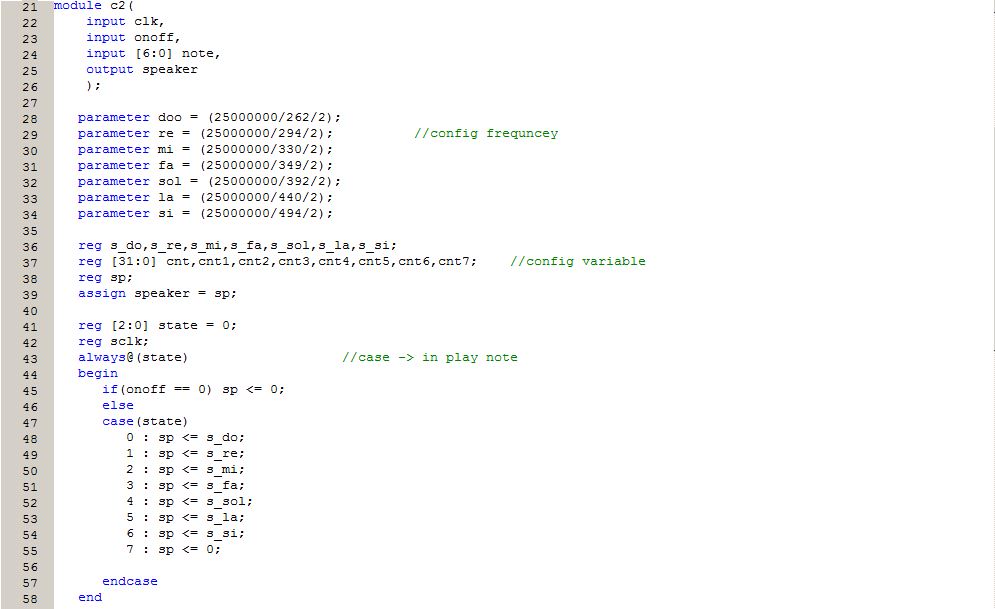 21 module c2(
22 input clk,
23 input onoff,
24 input [6:0] note,
25 output speaker
26 );
27
28 parameter doo = (25000000/262/2);
29 parameter re = (25000000/294/2); //config frequncey
30 parameter mi = (25000000/330/2);
31 parameter fa = (25000000/349/2);
32 parameter sol = (25000000/392/2);
33 parameter la = (25000000/440/2);
34 parameter si = (25000000/494/2);
35
36 reg s_do,s_re,s_mi,s_fa,s_sol,s_la,s_si;
37 reg [31:0] cnt,cnt1,cnt2,cnt3,cnt4,cnt5,cnt6,cnt7; //config variable
38 reg sp;
39 assign speaker = sp;
40
41 reg [2:0] state = 0;
42 reg sclk;
43 always@(state) //case -> in play note
44 begin
45 if(onoff == 0) sp <= 0;
46 else
47 case(state)
48 0 : sp <= s_do;
49 1 : sp <= s_re;
50 2 : sp <= s_mi;
51 3 : sp <= s_fa;
52 4 : sp <= s_sol;
53 5 : sp <= s_la;
54 6 : sp <= s_si;
55 7 : sp <= 0;
56
57 endcase
58 end